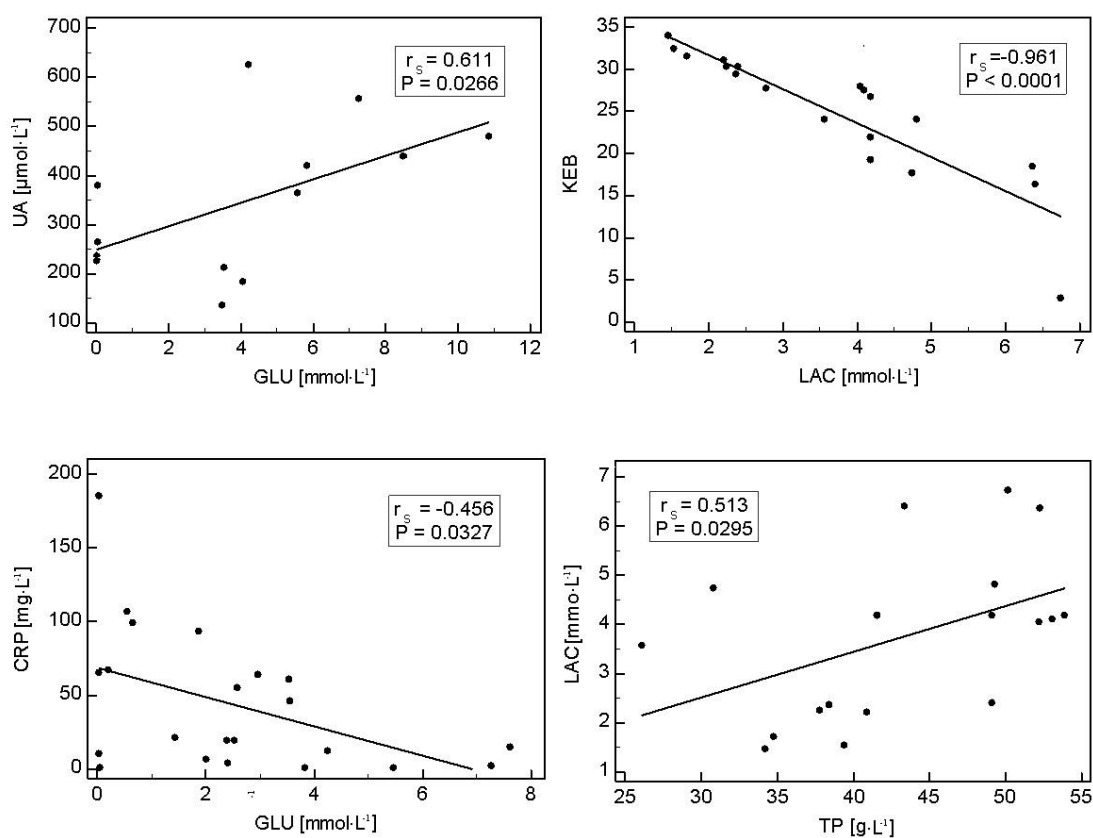 700
600
500
400
300
200
100
UA [µmol·L⁻¹]
r_S = 0.611
P = 0.0266
0 2 4 6 8 10 12
GLU [mmol·L⁻¹]
35
30
25
20
15
10
5
0
KEB
r_S=-0.961
P < 0.0001
1 2 3 4 5 6 7
LAC [mmol·L⁻¹]
200
150
100
50
0
CRP [mg·L⁻¹]
r_S = -0.456
P = 0.0327
0 2 4 6 8
GLU [mmol·L⁻¹]
7
6
5
4
3
2
1
LAC[mmo·L⁻¹]
r_S = 0.513
P = 0.0295
25 30 35 40 45 50 55
TP [g·L⁻¹]